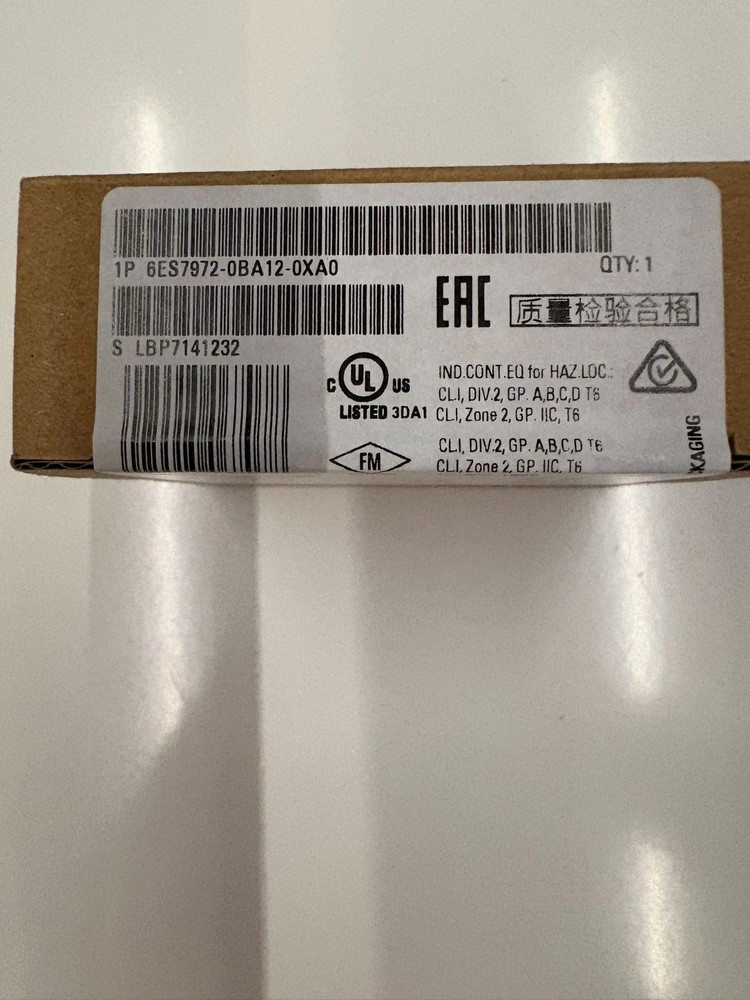 1P 6ES7972-0BA12-0XA0
QTY: 1
S LBP7141232
EAC
质量检验合格
C UL US
LISTED 3DA1
IND.CONT.EQ for HAZ.LOC.:
CL.I, DIV.2, GP. A,B,C,D T6
CL.I, Zone 2, GP. IIC, T6
FM
CL.I, DIV.2, GP. A,B,C,D T6
CL.I, Zone 2, GP. IIC, T6
KAGING